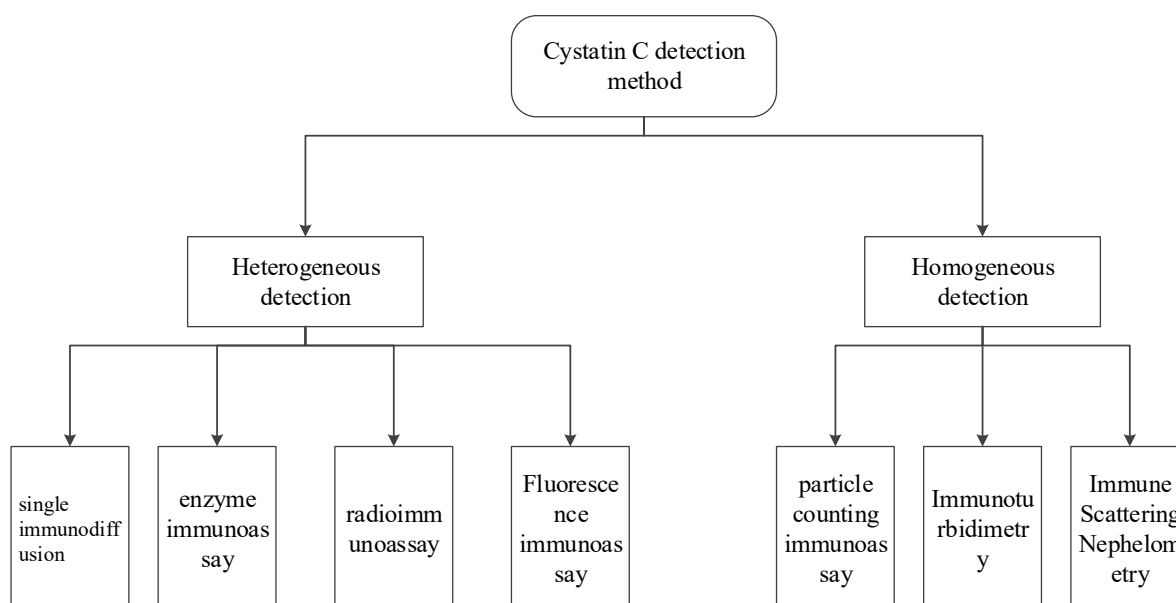 Cystatin C detection
method
Heterogeneous
detection
Homogeneous
detection
single
immunodiff
usion
enzyme
immunoas
say
radioimm
unoassay
Fluoresce
nce
immunoas
say
particle
counting
immunoas
say
Immunotu
rbidimetr
y
Immune
Scattering
Nephelom
etry